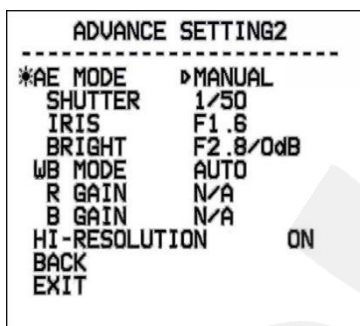 ADVANCE SETTING2
*AE MODE ▷MANUAL
SHUTTER 1/50
IRIS F1.6
BRIGHT F2.8/0dB
WB MODE AUTO
R GAIN N/A
B GAIN N/A
HI-RESOLUTION ON
BACK
EXIT